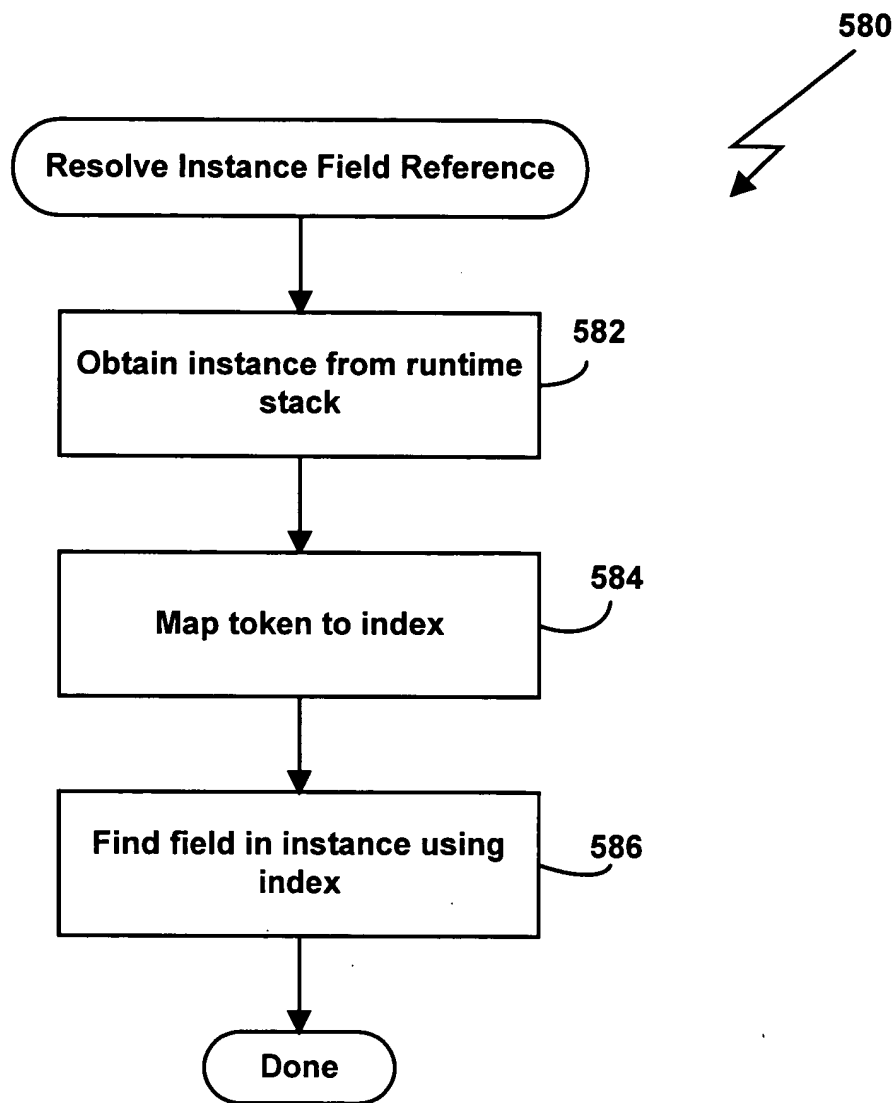 580
Resolve Instance Field Reference
582
Obtain instance from runtime
stack
584
Map token to index
586
Find field in instance using
index
Done